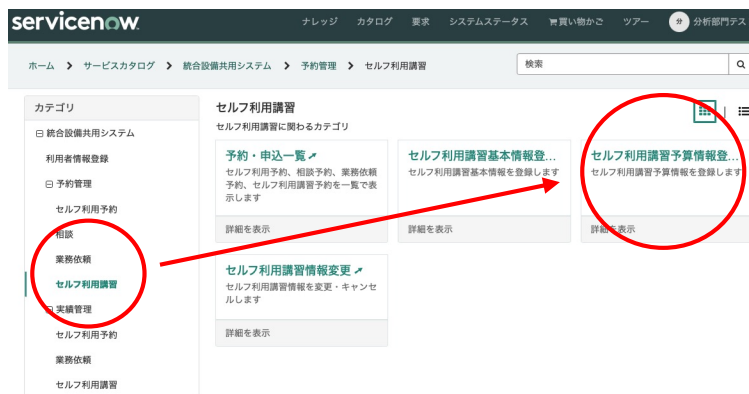 servicenow.
ナレッジ カタログ 要求 システムステータス 買い物かご ツアー 分 分析部門テス
ホーム > サービスカタログ > 統合設備共用システム > 予約管理 > セルフ利用講習
検索
カテゴリ
統合設備共用システム
利用者情報登録
予約管理
セルフ利用予約
相談
業務依頼
セルフ利用講習
実績管理
セルフ利用予約
業務依頼
セルフ利用講習
セルフ利用講習
セルフ利用講習に関わるカテゴリ
予約・申込一覧
セルフ利用予約、相談予約、業務依頼
予約、セルフ利用講習予約を一覧で表
示します
詳細を表示
セルフ利用講習基本情報登...
セルフ利用講習基本情報を登録します
詳細を表示
セルフ利用講習予算情報登...
セルフ利用講習予算情報を登録します
詳細を表示
セルフ利用講習情報変更
セルフ利用講習情報を変更・キャンセ
ルします
詳細を表示